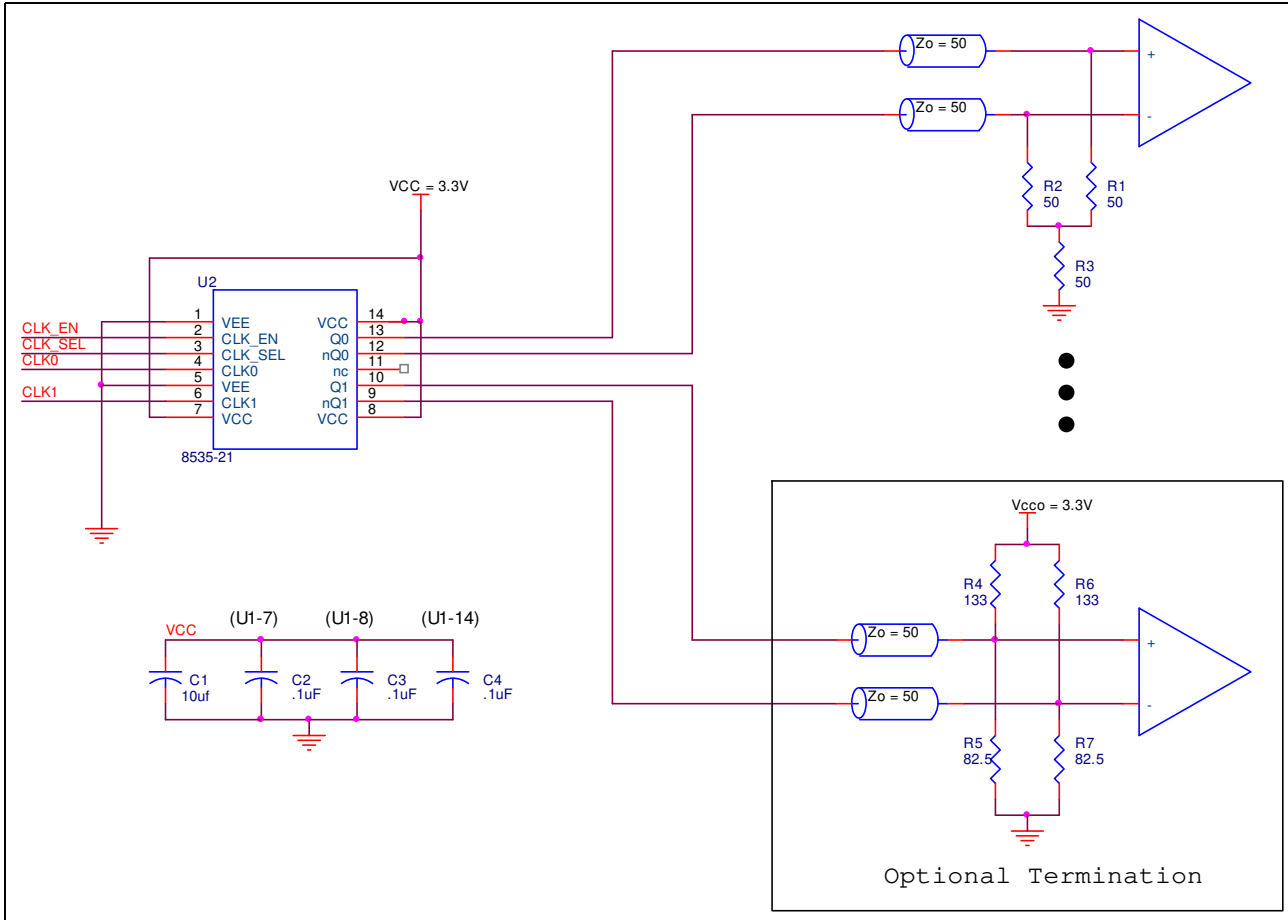 Zo = 50
+
Zo = 50
-
R2
50
R1
50
R3
50
VCC = 3.3V
U2
CLK_EN
CLK_SEL
CLK0
CLK1
1
2
3
4
5
6
7
VEE
CLK_EN
CLK_SEL
CLK0
VEE
CLK1
VCC
VCC
Q0
nQ0
nc
Q1
nQ1
VCC
14
13
12
11
10
9
8
8535-21
(U1-7)
(U1-8)
(U1-14)
VCC
C1
10uf
C2
.1uF
C3
.1uF
C4
.1uF
Vcco = 3.3V
R4
133
R6
133
Zo = 50
+
Zo = 50
-
R5
82.5
R7
82.5
Optional Termination